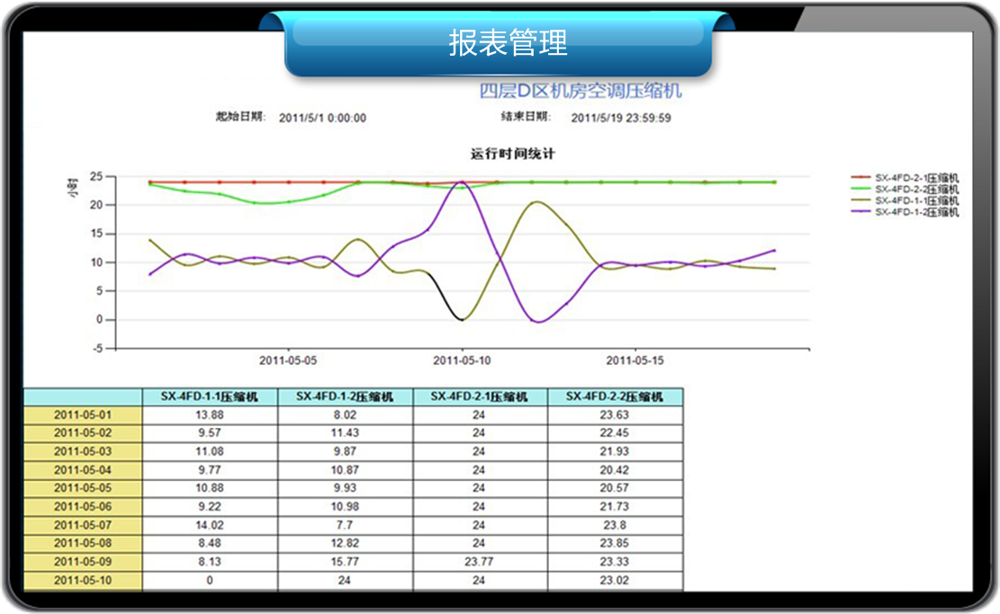 报表管理
四层D区机房空调压缩机
起始日期: 2011/5/1 0:00:00 结束日期: 2011/5/19 23:59:59
运行时间统计
小时
25
20
15
10
5
0
-5
2011-05-05 2011-05-10 2011-05-15
SX-4FD-2-1压缩机
SX-4FD-2-2压缩机
SX-4FD-1-1压缩机
SX-4FD-1-2压缩机
SX-4FD-1-1压缩机 SX-4FD-1-2压缩机 SX-4FD-2-1压缩机 SX-4FD-2-2压缩机
2011-05-01 13.88 8.02 24 23.63
2011-05-02 9.57 11.43 24 22.45
2011-05-03 11.08 9.87 24 21.93
2011-05-04 9.77 10.87 24 20.42
2011-05-05 10.88 9.93 24 20.57
2011-05-06 9.22 10.98 24 21.73
2011-05-07 14.02 7.7 24 23.8
2011-05-08 8.48 12.82 24 23.85
2011-05-09 8.13 15.77 23.77 23.33
2011-05-10 0 24 24 23.02